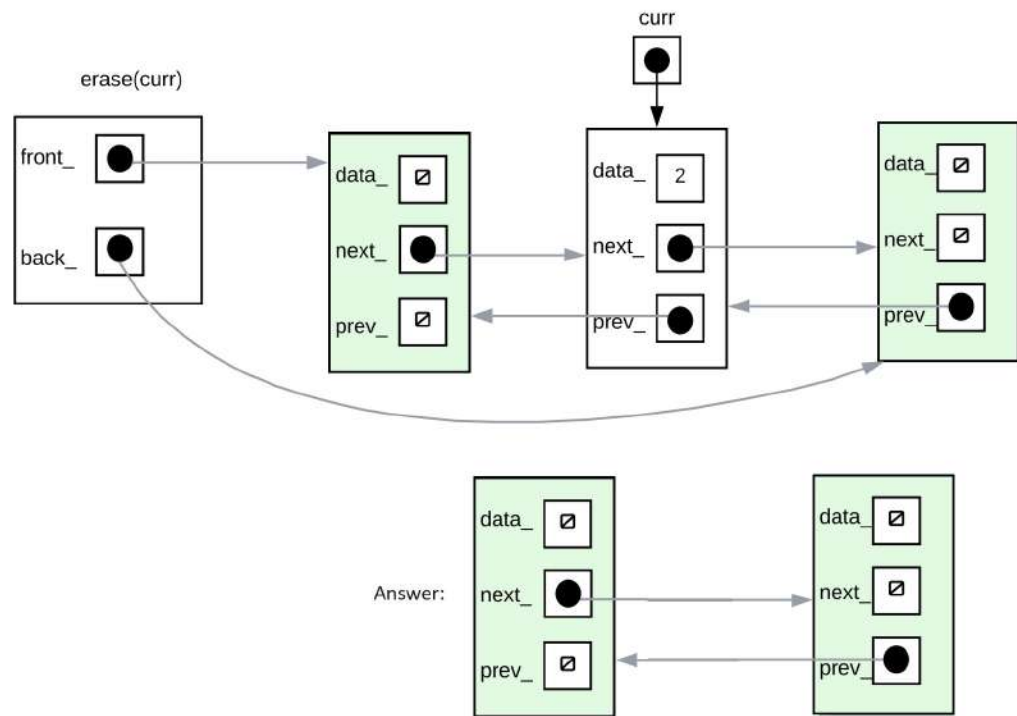 curr
erase(curr)
front_
back_
data_
next_
prev_
data_ 2
next_
prev_
data_
next_
prev_
Answer:
data_
next_
prev_
data_
next_
prev_